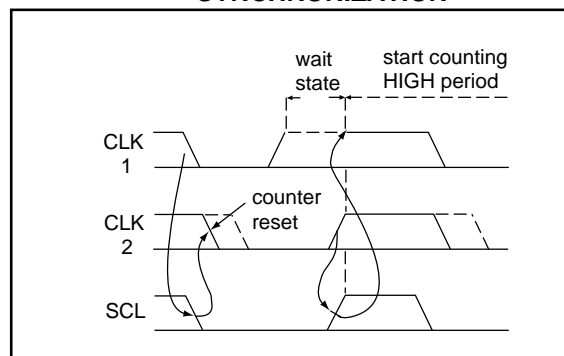 SYNCHRONIZATION
wait
state
start counting
HIGH period
CLK
1
counter
reset
CLK
2
SCL